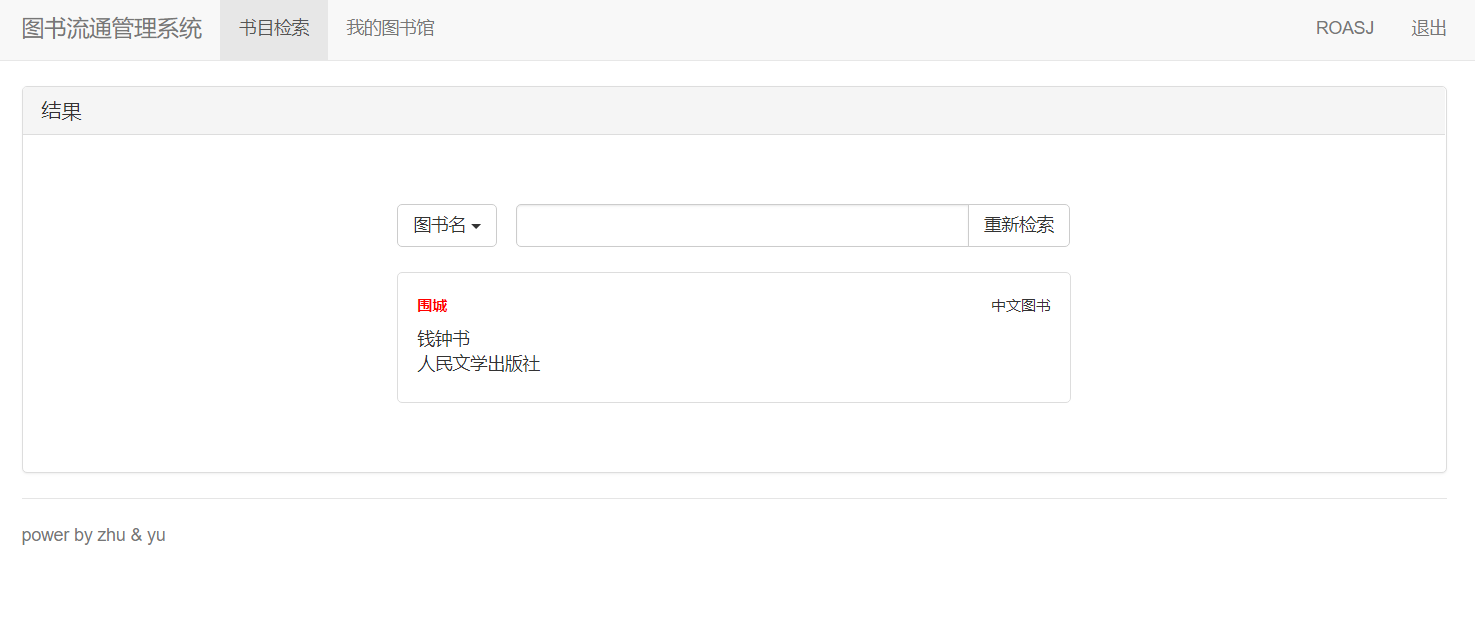 图书流通管理系统 书目检索 我的图书馆 ROASJ 退出
结果
图书名 重新检索
围城 中文图书
钱钟书
人民文学出版社
power by zhu & yu